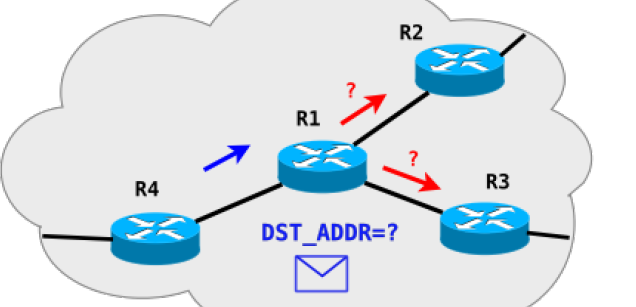 R2
?
R1
?
R3
R4
DST_ADDR=?